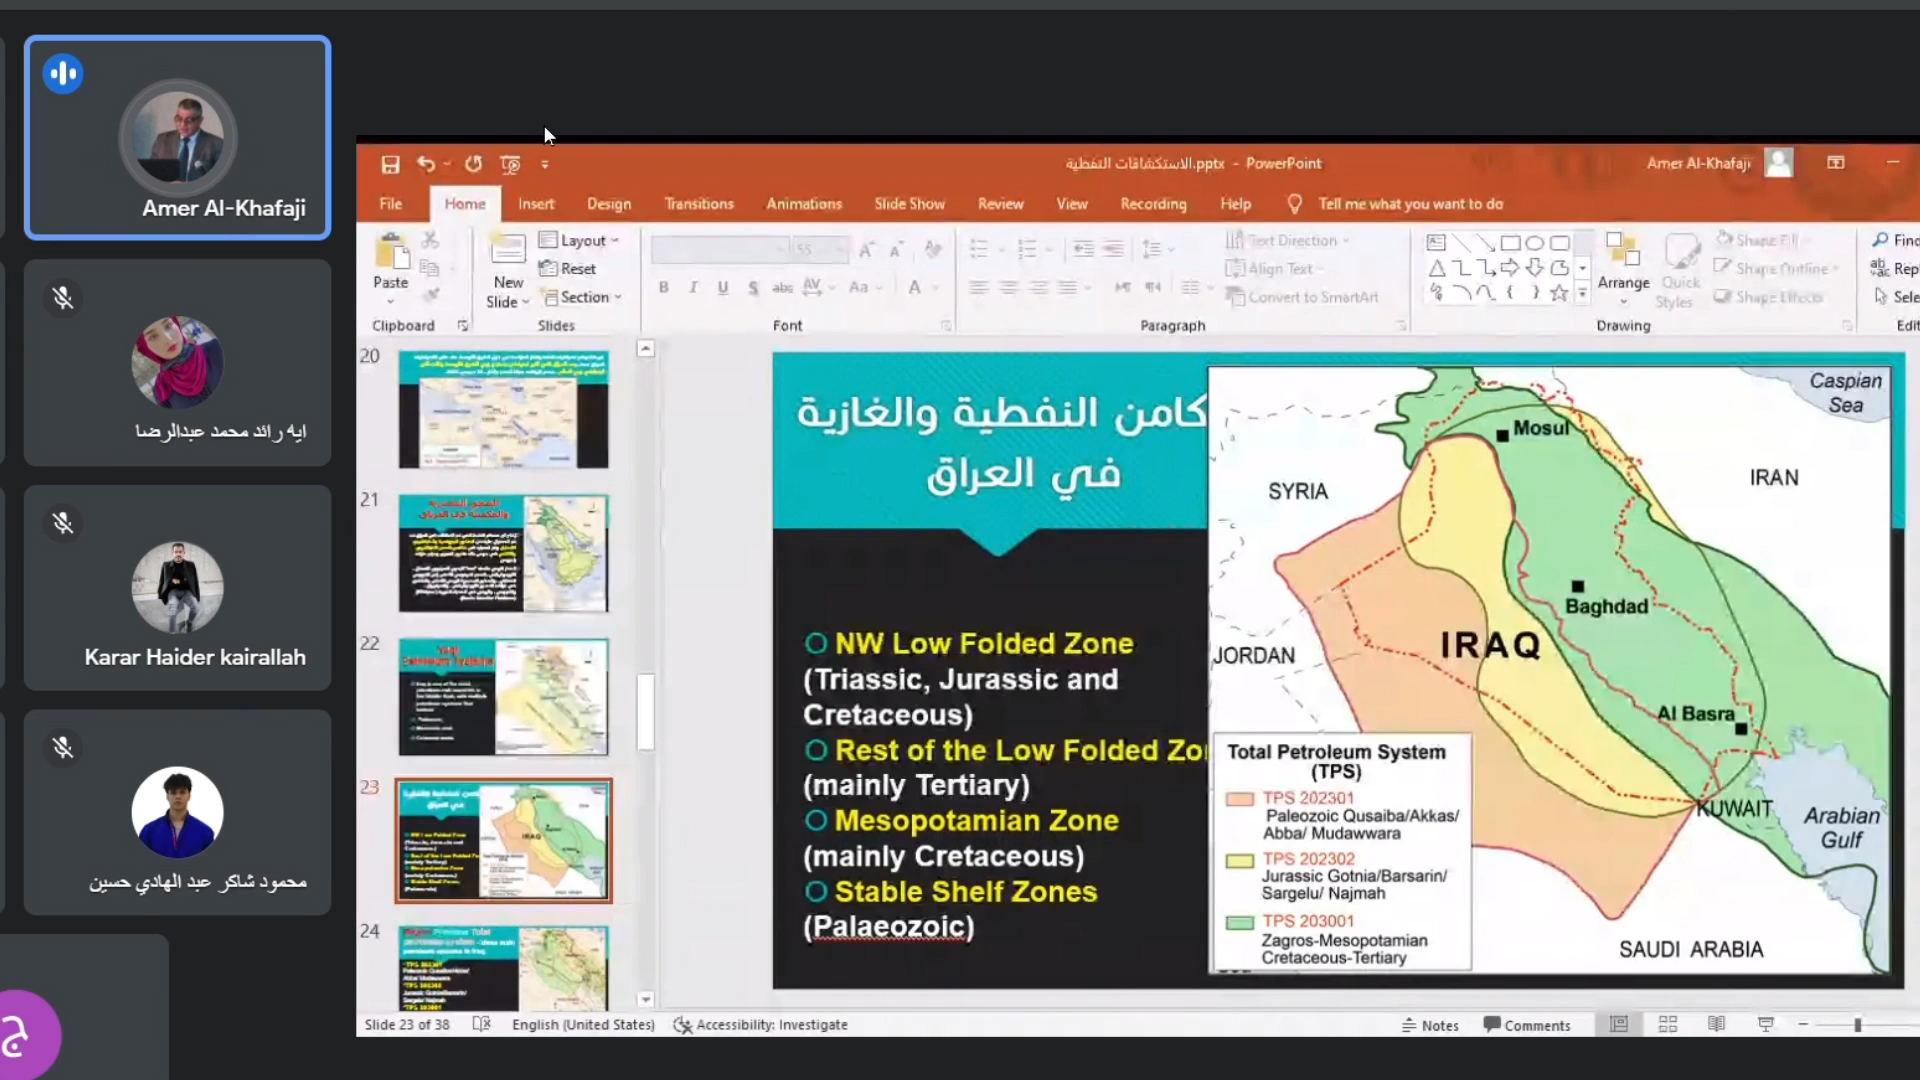 Amer Al-Khafaji
ايه رائد محمد عبدالرضا
Karar Haider kairallah
محمود شاكر عبد الهادي حسين
ج
الاستكشافات النفطية.pptx - PowerPoint
Amer Al-Khafaji
File Home Insert Design Transitions Animations Slide Show Review View Recording Help Tell me what you want to do
Paste
Clipboard
New
Slide
Layout
Reset
Section
Slides
55
B I U S abc AV Aa A
Font
Text Direction
Align Text
Convert to SmartArt
Paragraph
Arrange
Quick
Styles
Shape Fill
Shape Outline
Shape Effects
Drawing
Find
Repl
Sele
Edit
20
21
22
23
24
كامن النفطية والغازية
في العراق
NW Low Folded Zone
(Triassic, Jurassic and
Cretaceous)
Rest of the Low Folded Zo
(mainly Tertiary)
Mesopotamian Zone
(mainly Cretaceous)
Stable Shelf Zones
(Palaeozoic)
Caspian
Sea
Mosul
SYRIA
IRAN
Baghdad
IRAQ
JORDAN
Al Basra
KUWAIT
Arabian
Gulf
SAUDI ARABIA
Total Petroleum System
(TPS)
TPS 202301
Paleozoic Qusaiba/Akkas/
Abba/ Mudawwara
TPS 202302
Jurassic Gotnia/Barsarin/
Sargelu/ Najmah
TPS 203001
Zagros-Mesopotamian
Cretaceous-Tertiary
Slide 23 of 38 English (United States) Accessibility: Investigate Notes Comments